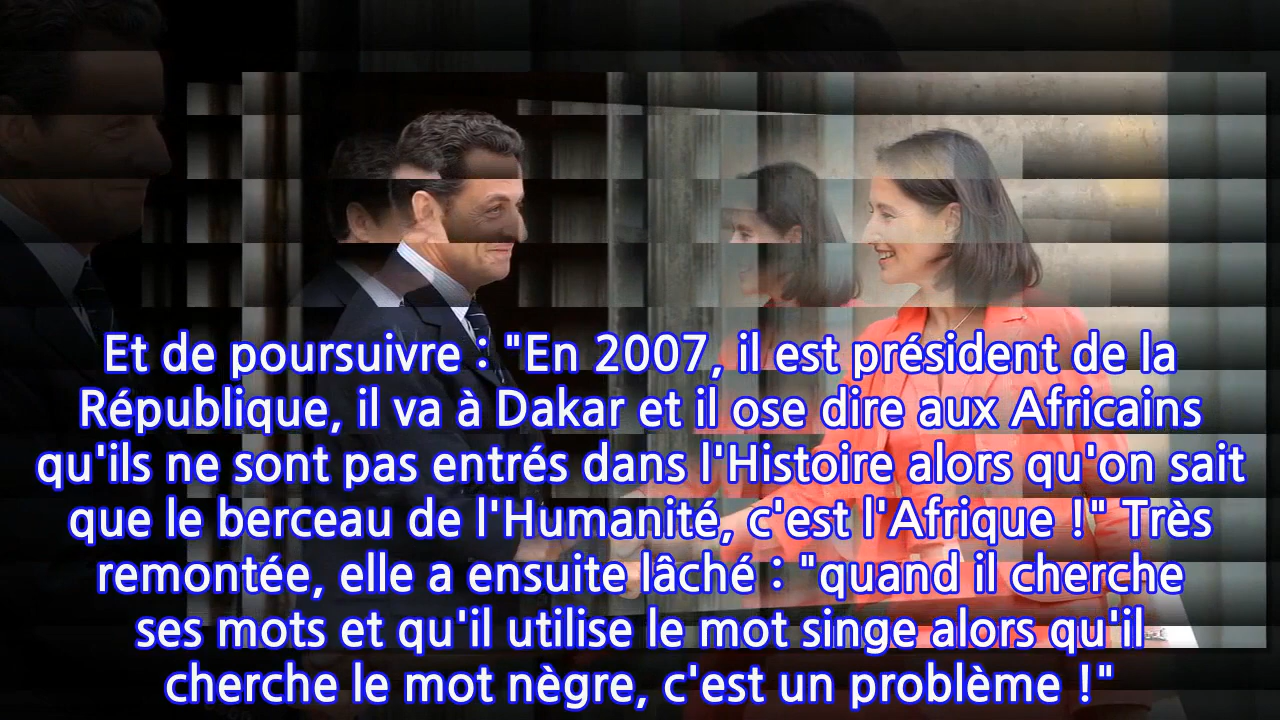 Et de poursuivre : "En 2007, il est président de la
République, il va à Dakar et il ose dire aux Africains
qu'ils ne sont pas entrés dans l'Histoire alors qu'on sait
que le berceau de l'Humanité, c'est l'Afrique !" Très
remontée, elle a ensuite lâché : "quand il cherche
ses mots et qu'il utilise le mot singe alors qu'il
cherche le mot nègre, c'est un problème !"